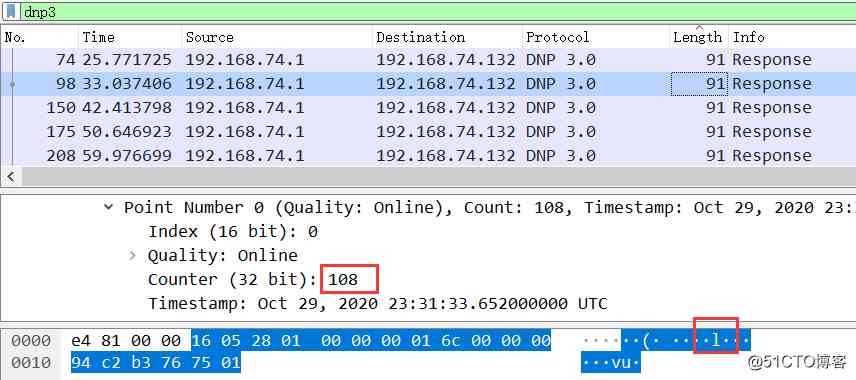 dnp3
No. Time Source Destination Protocol Length Info
74 25.771725 192.168.74.1 192.168.74.132 DNP 3.0 91 Response
98 33.037406 192.168.74.1 192.168.74.132 DNP 3.0 91 Response
150 42.413798 192.168.74.1 192.168.74.132 DNP 3.0 91 Response
175 50.646923 192.168.74.1 192.168.74.132 DNP 3.0 91 Response
208 59.976699 192.168.74.1 192.168.74.132 DNP 3.0 91 Response
Point Number 0 (Quality: Online), Count: 108, Timestamp: Oct 29, 2020 23:
Index (16 bit): 0
Quality: Online
Counter (32 bit): 108
Timestamp: Oct 29, 2020 23:31:33.652000000 UTC
0000 e4 81 00 00 16 05 28 01 00 00 00 01 6c 00 00 00 ······(· ····l···
0010 94 c2 b3 76 75 01 ···vu·
@51CTO博客